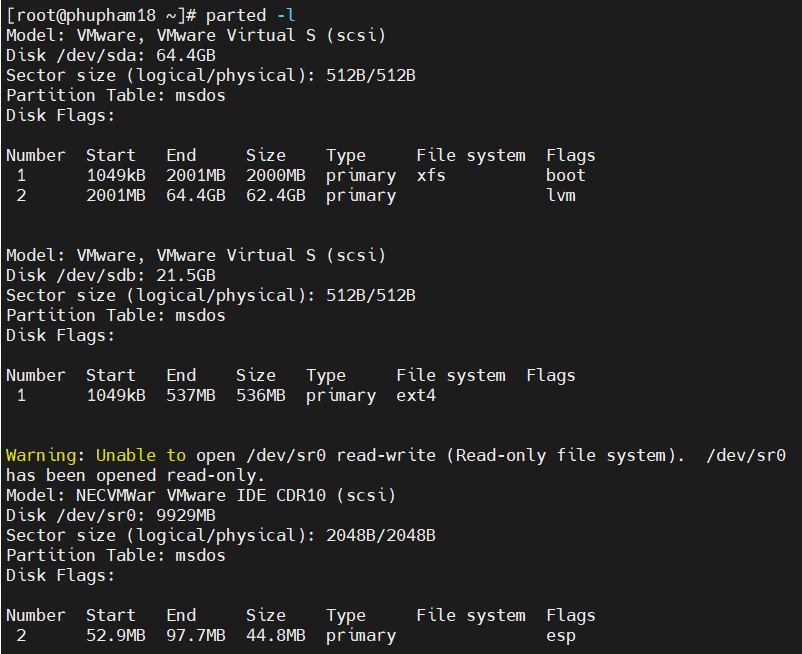 [root@phupham18 ~]# parted -l
Model: VMware, VMware Virtual S (scsi)
Disk /dev/sda: 64.4GB
Sector size (logical/physical): 512B/512B
Partition Table: msdos
Disk Flags:

Number  Start   End     Size    Type     File system  Flags
 1      1049kB  2001MB  2000MB  primary  xfs          boot
 2      2001MB  64.4GB  62.4GB  primary               lvm


Model: VMware, VMware Virtual S (scsi)
Disk /dev/sdb: 21.5GB
Sector size (logical/physical): 512B/512B
Partition Table: msdos
Disk Flags:

Number  Start   End    Size   Type     File system  Flags
 1      1049kB  537MB  536MB  primary  ext4


Warning: Unable to open /dev/sr0 read-write (Read-only file system).  /dev/sr0
has been opened read-only.
Model: NECVMWar VMware IDE CDR10 (scsi)
Disk /dev/sr0: 9929MB
Sector size (logical/physical): 2048B/2048B
Partition Table: msdos
Disk Flags:

Number  Start   End     Size    Type     File system  Flags
 2      52.9MB  97.7MB  44.8MB  primary               esp